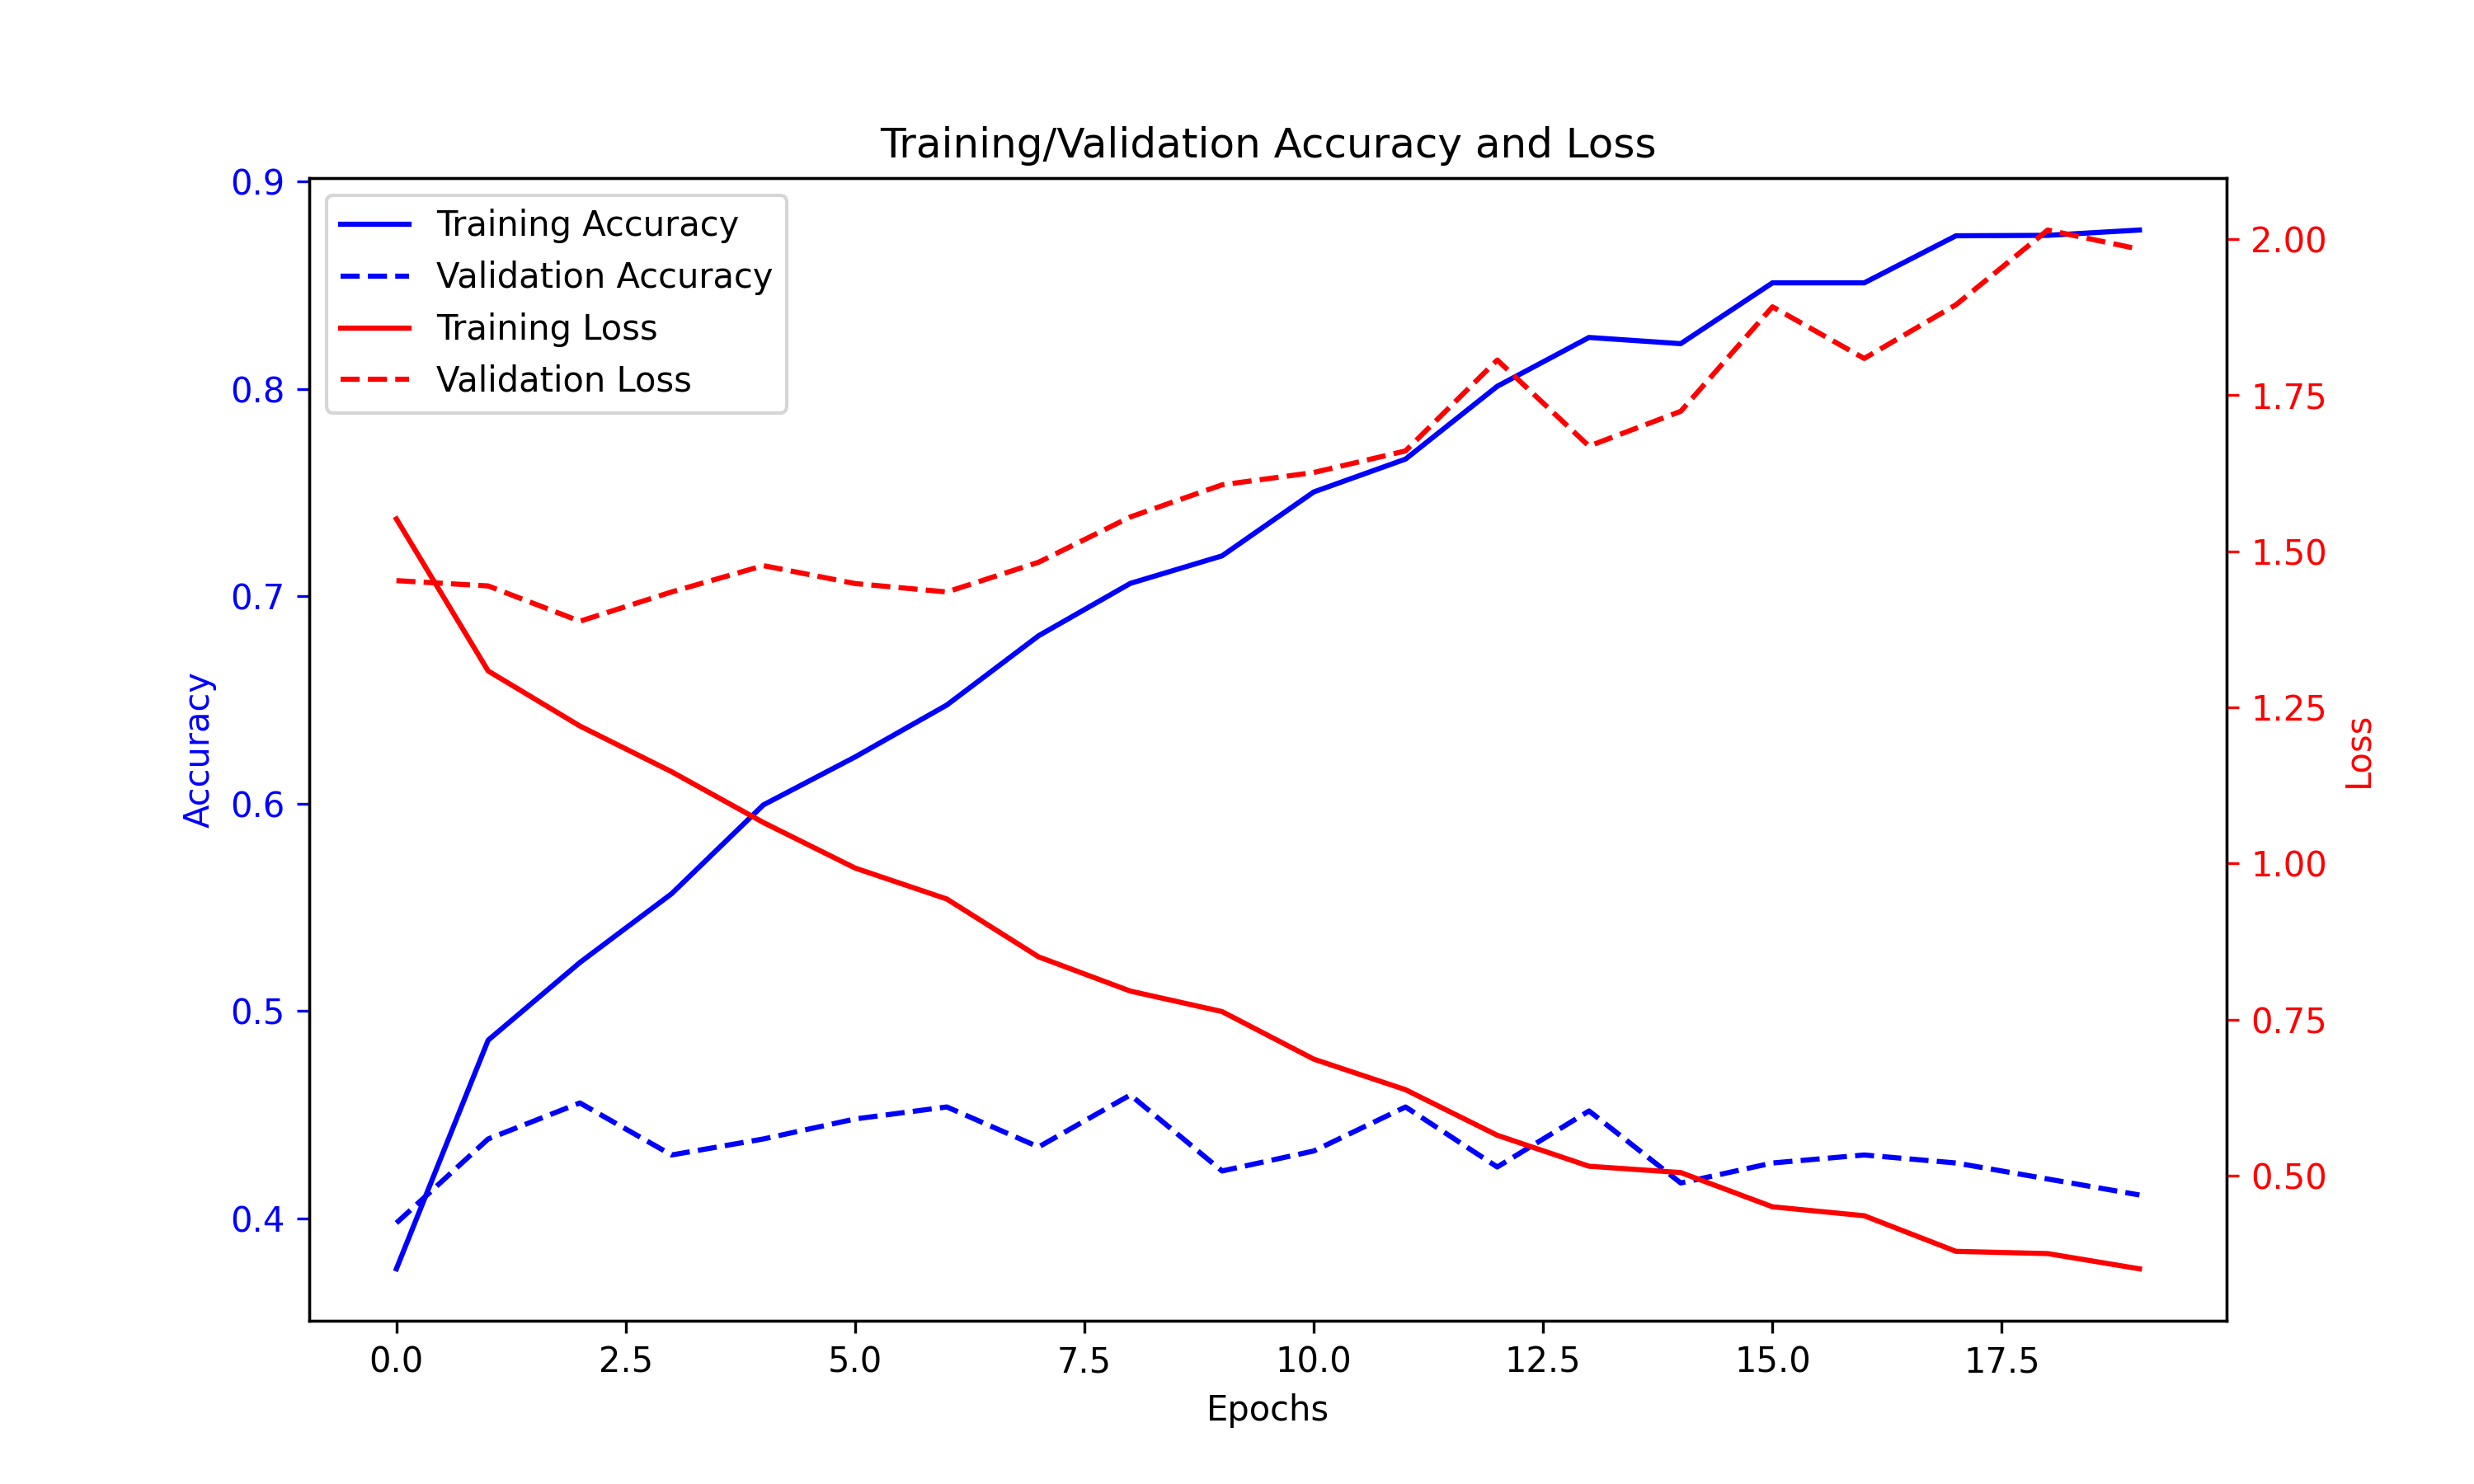 Training/Validation Accuracy and Loss
Training Accuracy
Validation Accuracy
Training Loss
Validation Loss
Accuracy
0.9
0.8
0.7
0.6
0.5
0.4
2.00
1.75
1.50
1.25
1.00
0.75
0.50
Loss
0.0 2.5 5.0 7.5 10.0 12.5 15.0 17.5
Epochs